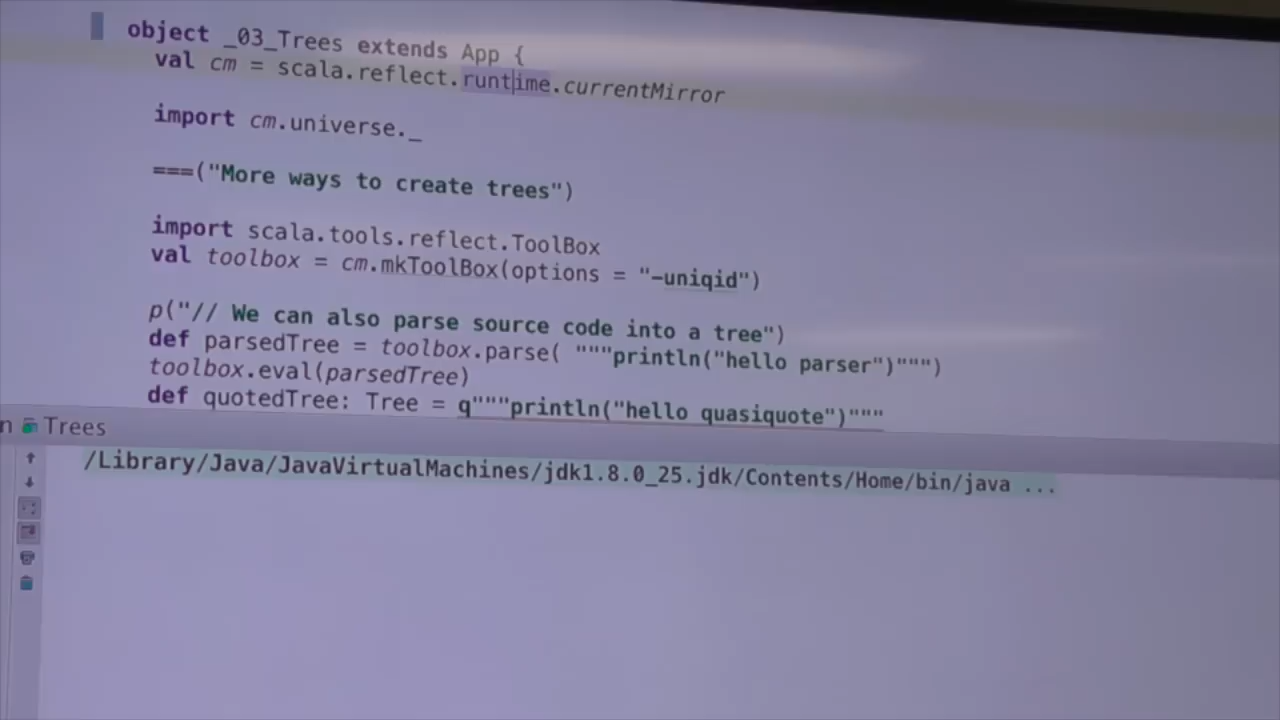 object _03_Trees extends App {
val cm = scala.reflect.runtime.currentMirror
import cm.universe._
===("More ways to create trees")
import scala.tools.reflect.ToolBox
val toolbox = cm.mkToolBox(options = "-uniqid")
p("// We can also parse source code into a tree")
def parsedTree = toolbox.parse( """println("hello parser")""")
toolbox.eval(parsedTree)
def quotedTree: Tree = q"""println("hello quasiquote")"""
n Trees
/Library/Java/JavaVirtualMachines/jdk1.8.0_25.jdk/Contents/Home/bin/java ...